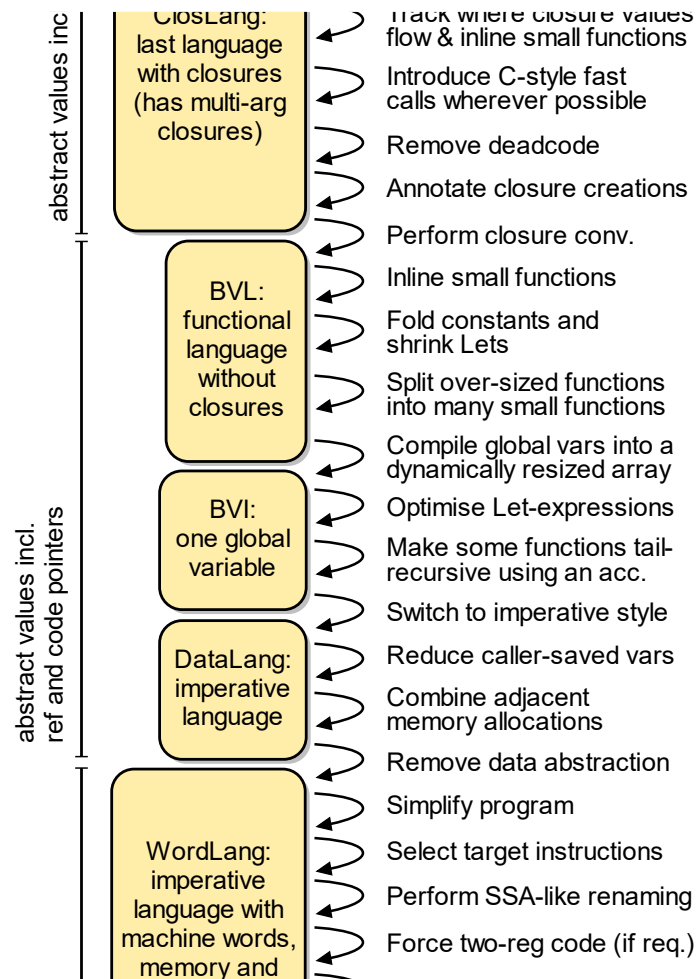 abstract values inc
ClosLang:
last language
with closures
(has multi-arg
closures)
Track where closure values
flow & inline small functions
Introduce C-style fast
calls wherever possible
Remove deadcode
Annotate closure creations
Perform closure conv.
abstract values incl.
ref and code pointers
BVL:
functional
language
without
closures
Inline small functions
Fold constants and
shrink Lets
Split over-sized functions
into many small functions
Compile global vars into a
dynamically resized array
BVI:
one global
variable
Optimise Let-expressions
Make some functions tail-
recursive using an acc.
Switch to imperative style
DataLang:
imperative
language
Reduce caller-saved vars
Combine adjacent
memory allocations
Remove data abstraction
WordLang:
imperative
language with
machine words,
memory and
Simplify program
Select target instructions
Perform SSA-like renaming
Force two-reg code (if req.)